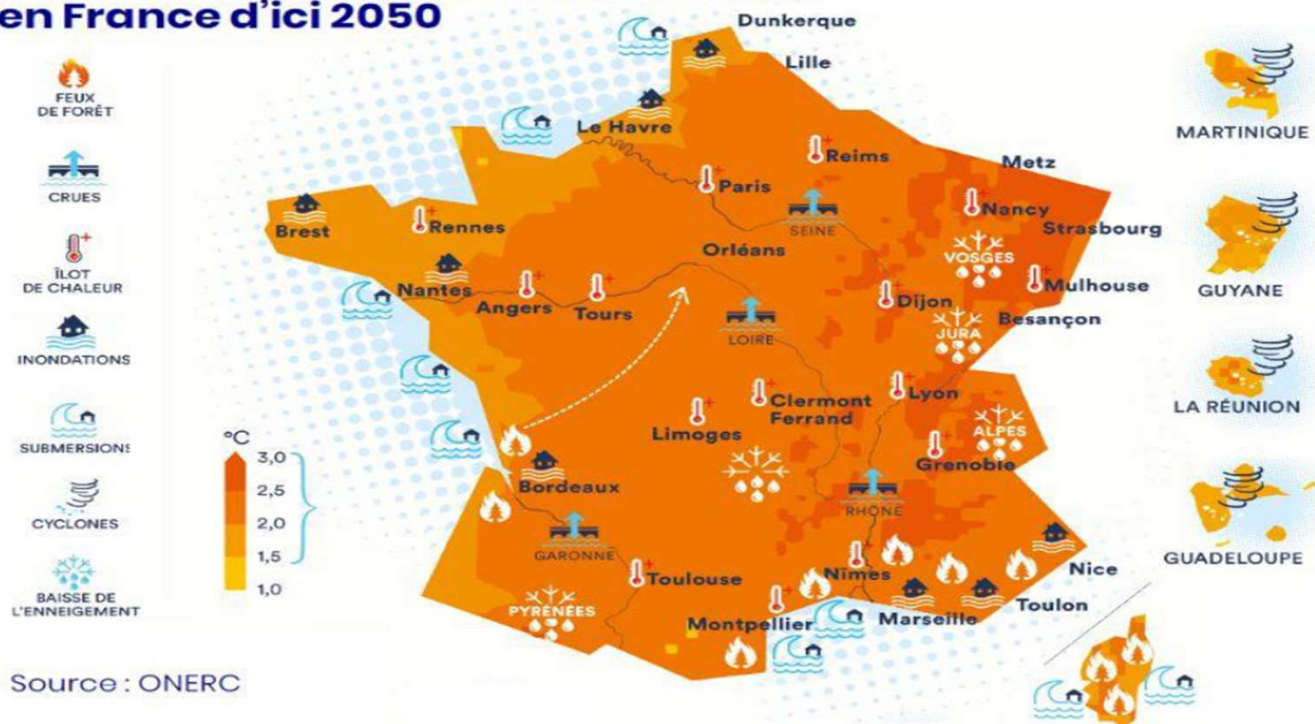 en France d'ici 2050
FEUX
DE FORÊT
CRUES
ÎLOT
DE CHALEUR
INONDATIONS
SUBMERSIONS
CYCLONES
BAISSE DE
L'ENNEIGEMENT
Source : ONERC
°C
3,0
2,5
2,0
1,5
1,0
Dunkerque
Lille
Le Havre
Reims
Metz
Paris
Nancy
Brest
Rennes
SEINE
Strasbourg
Orléans
VOSGES
Nantes
Angers
Tours
Dijon
Mulhouse
Besançon
LOIRE
JURA
Clermont
Ferrand
Lyon
Limoges
ALPES
Grenoble
Bordeaux
RHONE
GARONNE
Toulouse
Nîmes
Nice
PYRÉNÉES
Toulon
Montpellier
Marseille
MARTINIQUE
GUYANE
LA RÉUNION
GUADELOUPE